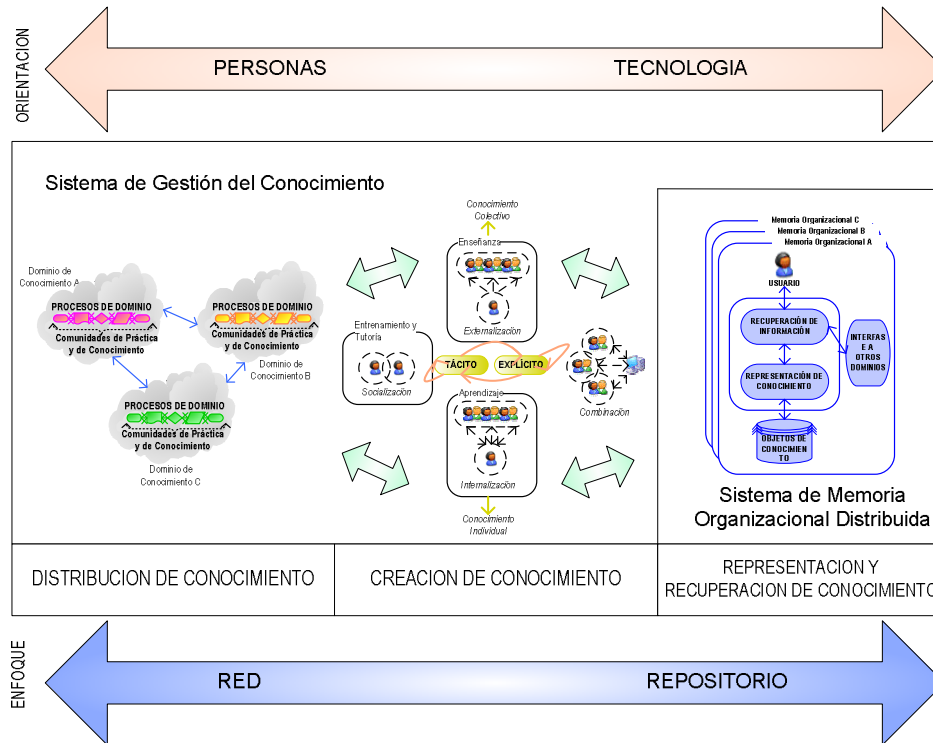 ORIENTACION
PERSONAS
TECNOLOGIA
Sistema de Gestión del Conocimiento
Dominio de
Conocimiento A
PROCESOS DE DOMINIO
Comunidades de Práctica
y de Conocimiento
PROCESOS DE DOMINIO
Comunidades de Práctica
y de Conocimiento
Dominio de
Conocimiento B
PROCESOS DE DOMINIO
Comunidades de Práctica
y de Conocimiento
Dominio de
Conocimiento C
Conocimiento
Colectivo
Enseñanza
Externalización
Entrenamiento y
Tutoría
Socialización
TÁCITO
EXPLÍCITO
Combinación
Aprendizaje
Internalización
Conocimiento
Individual
Memoria Organizacional C
Memoria Organizacional B
Memoria Organizacional A
USUARIO
RECUPERACIÓN DE
INFORMACIÓN
REPRESENTACIÓN DE
CONOCIMIENTO
INTERFAS
E A OTROS
DOMINIOS
OBJETOS DE
CONOCIMIEN
TO
Sistema de Memoria
Organizacional Distribuida
DISTRIBUCION DE CONOCIMIENTO
CREACION DE CONOCIMIENTO
REPRESENTACION Y
RECUPERACION DE CONOCIMIENTO
ENFOQUE
RED
REPOSITORIO